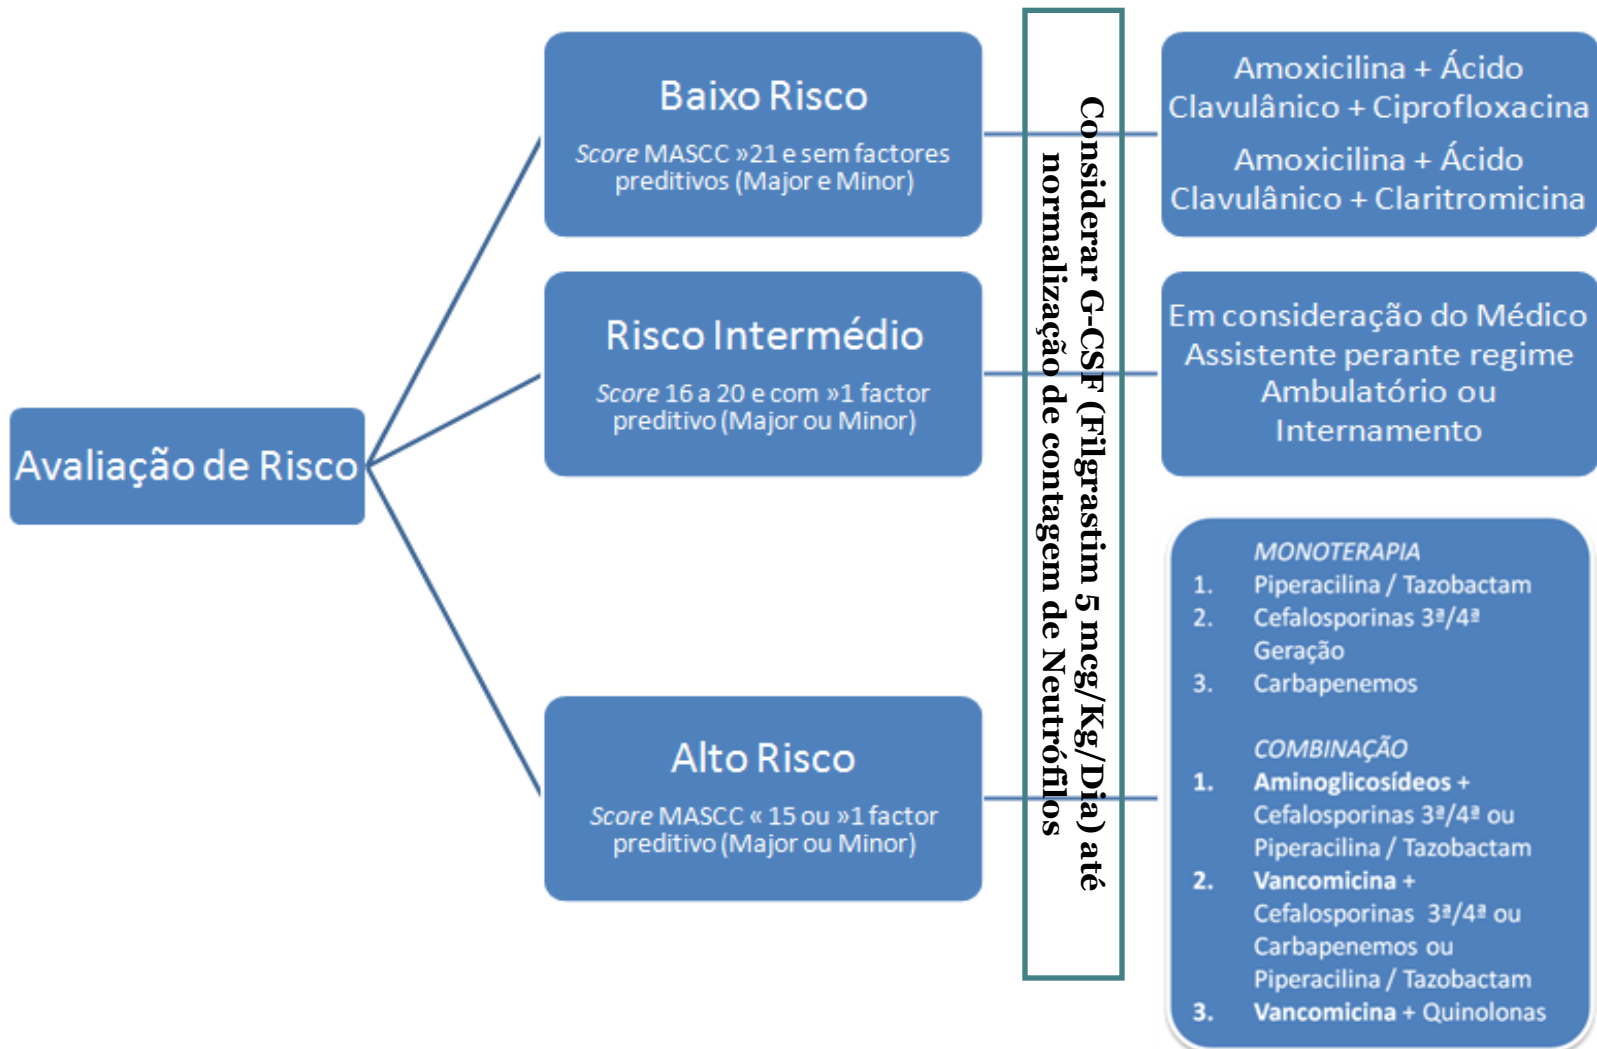 Avaliação de Risco
Baixo Risco
Score MASCC »21 e sem factores
preditivos (Major e Minor)
Risco Intermédio
Score 16 a 20 e com »1 factor
preditivo (Major ou Minor)
Alto Risco
Score MASCC « 15 ou »1 factor
preditivo (Major ou Minor)
Considerar G-CSF (Filgrastim 5 mcg/Kg/Dia) até
normalização de contagem de Neutrófilos
Amoxicilina + Ácido
Clavulânico + Ciprofloxacina
Amoxicilina + Ácido
Clavulânico + Claritromicina
Em consideração do Médico
Assistente perante regime
Ambulatório ou
Internamento
MONOTERAPIA
1. Piperacilina / Tazobactam
2. Cefalosporinas 3ª/4ª
Geração
3. Carbapenemos
COMBINAÇÃO
1. Aminoglicosídeos +
Cefalosporinas 3ª/4ª ou
Piperacilina / Tazobactam
2. Vancomicina +
Cefalosporinas 3ª/4ª ou
Carbapenemos ou
Piperacilina / Tazobactam
3. Vancomicina + Quinolonas